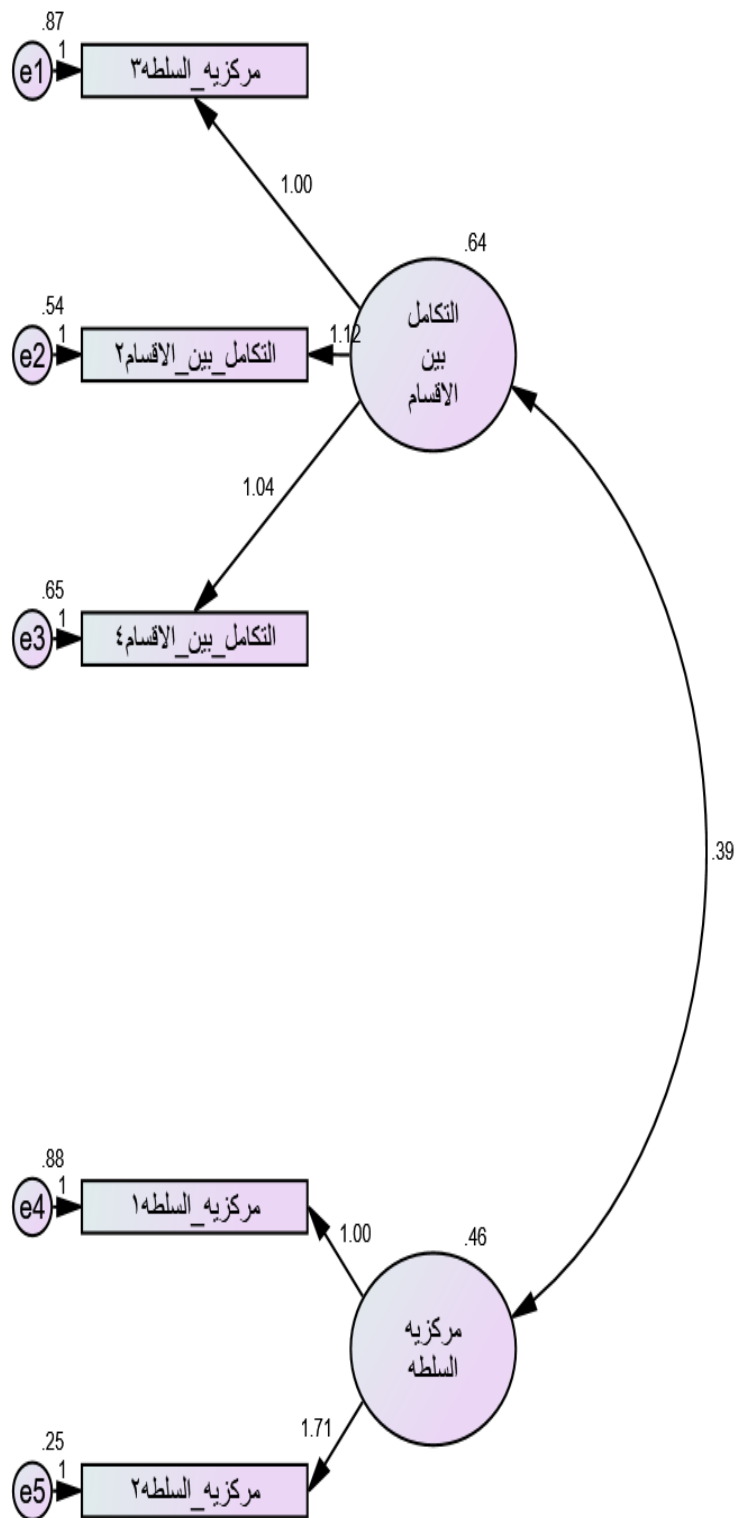 .87
1
e1
مركزيه_السلطه٣
1.00
.64
.54
1
e2
التكامل_بين_الاقسام٢
1.12
التكامل
بين
الاقسام
1.04
.65
1
e3
التكامل_بين_الاقسام٤
.39
.88
1
e4
مركزيه_السلطه١
1.00
.46
مركزيه
السلطه
1.71
.25
1
e5
مركزيه_السلطه٢